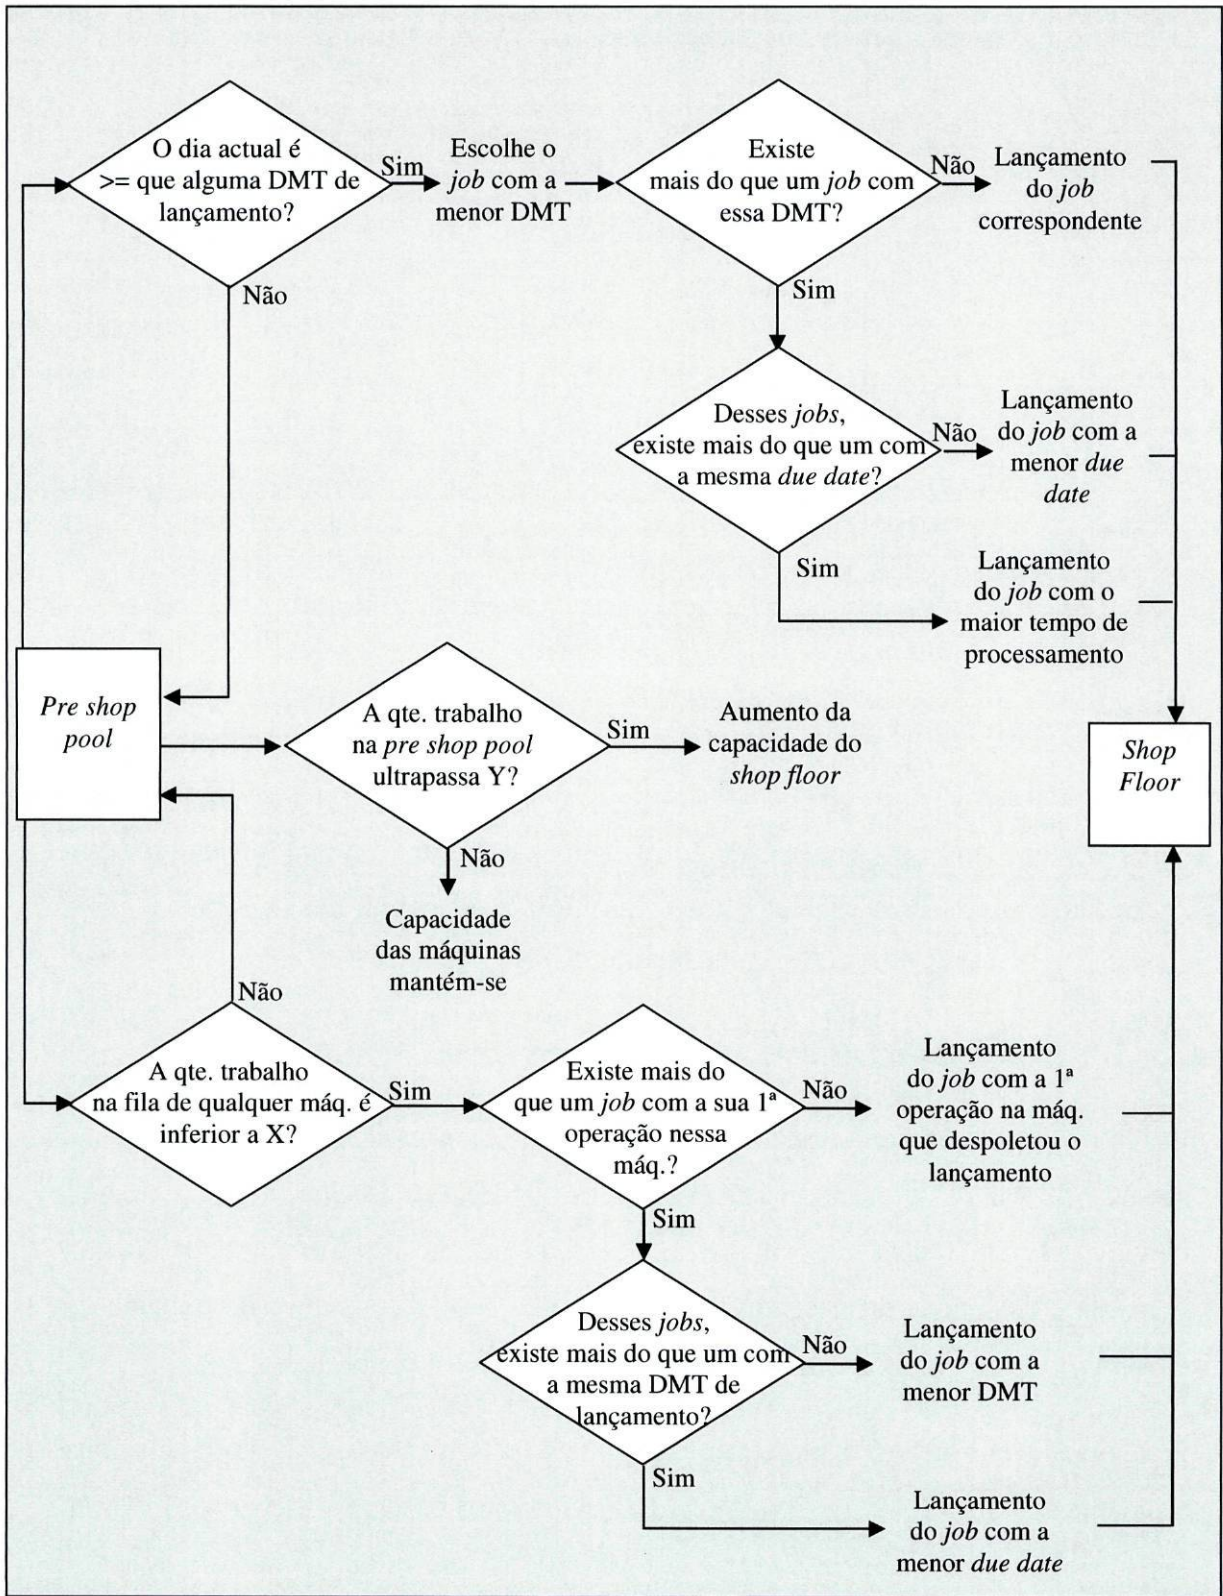 O dia actual é
>= que alguma DMT de
lançamento?
Sim
Escolhe o
job com a
menor DMT
Existe
mais do que um job com
essa DMT?
Não
Lançamento
do job
correspondente
Não
Sim
Desses jobs,
existe mais do que um com
a mesma due date?
Não
Lançamento
do job com a
menor due
date
Sim
Lançamento
do job com o
maior tempo de
processamento
Pre shop
pool
A qte. trabalho
na pre shop pool
ultrapassa Y?
Sim
Aumento da
capacidade do
shop floor
Shop
Floor
Não
Capacidade
das máquinas
mantém-se
Não
A qte. trabalho
na fila de qualquer máq. é
inferior a X?
Sim
Existe mais do
que um job com a sua 1ª
operação nessa
máq.?
Não
Lançamento
do job com a 1ª
operação na máq.
que despoletou o
lançamento
Sim
Desses jobs,
existe mais do que um com
a mesma DMT de
lançamento?
Não
Lançamento
do job com a
menor DMT
Sim
Lançamento
do job com a
menor due date